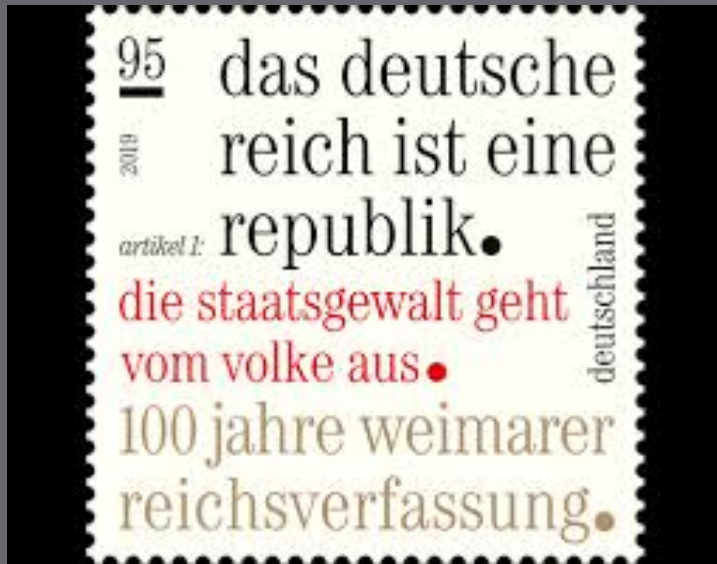 95
das deutsche
reich ist eine
2019
artikel 1: republik.
deutschland
die staatsgewalt geht
vom volke aus.
100 jahre weimarer
reichsverfassung.